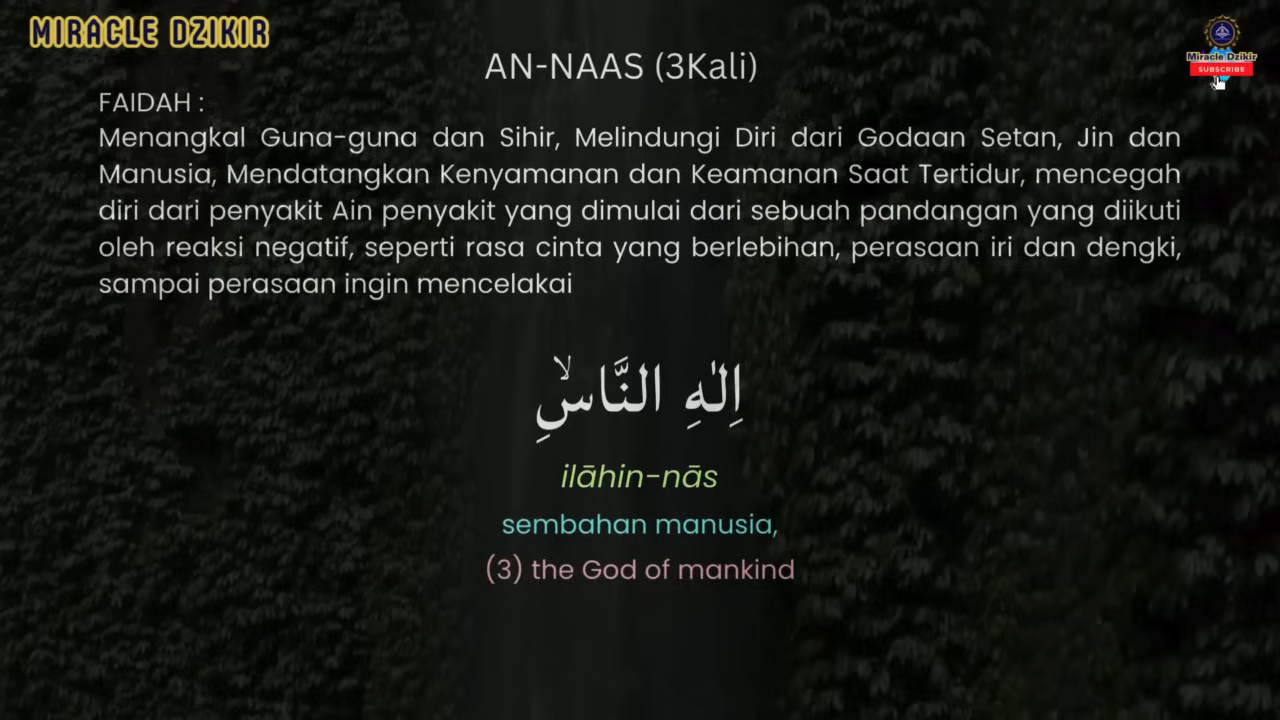 MIRACLE DZIKIR
Miracle Dzikir
SUBSCRIBE
AN-NAAS (3Kali)
FAIDAH :
Menangkal Guna-guna dan Sihir, Melindungi Diri dari Godaan Setan, Jin dan
Manusia, Mendatangkan Kenyamanan dan Keamanan Saat Tertidur, mencegah
diri dari penyakit Ain penyakit yang dimulai dari sebuah pandangan yang diikuti
oleh reaksi negatif, seperti rasa cinta yang berlebihan, perasaan iri dan dengki,
sampai perasaan ingin mencelakai
اِلٰهِ النَّاسِۙ
ilāhin-nās
sembahan manusia,
(3) the God of mankind